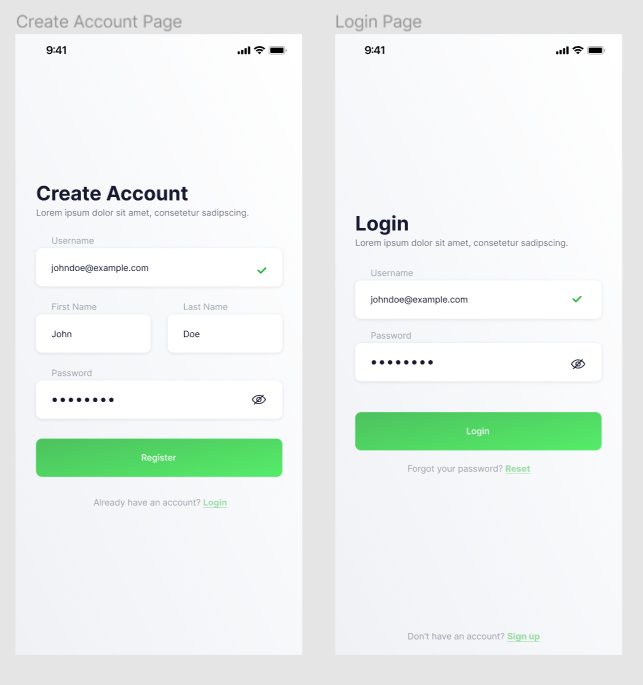 Create Account Page
9:41
Create Account
Lorem ipsum dolor sit amet, consetetur sadipscing.
Username
johndoe@example.com
First Name
Last Name
John
Doe
Password
Register
Already have an account? Login
Login Page
9:41
Login
Lorem ipsum dolor sit amet, consetetur sadipscing.
Username
johndoe@example.com
Password
Login
Forgot your password? Reset
Don't have an account? Sign up